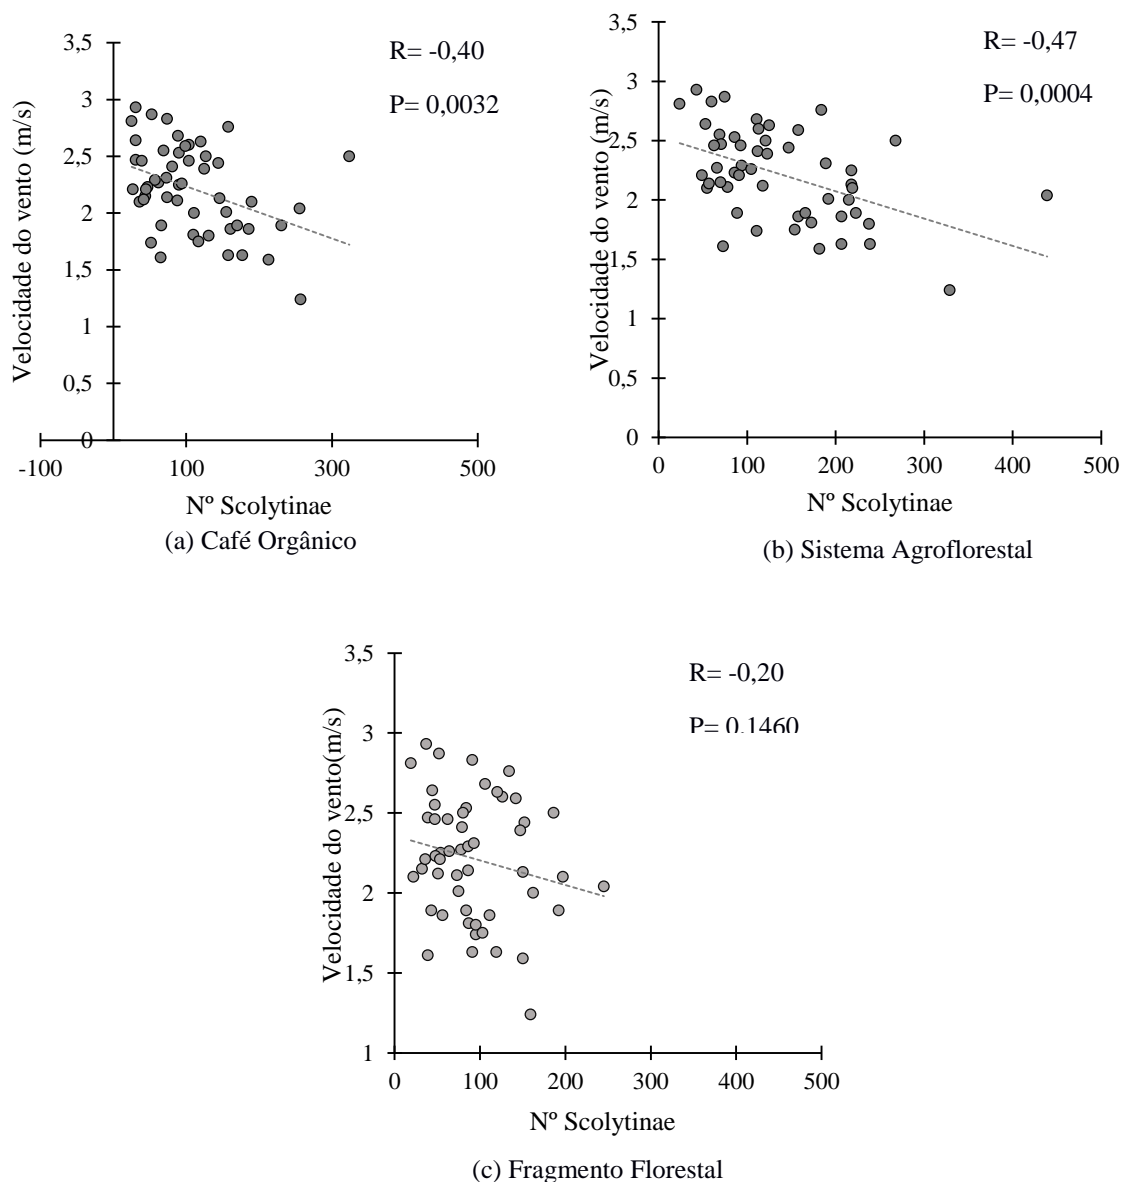 R= -0,40
P= 0,0032
Velocidade do vento (m/s)
3,5
3
2,5
2
1,5
1
0,5
0
-100
100
300
500
Nº Scolytinae
(a) Café Orgânico
R= -0,47
P= 0,0004
Velocidade do vento (m/s)
3,5
3
2,5
2
1,5
1
0,5
0
0
100
200
300
400
500
Nº Scolytinae
(b) Sistema Agroflorestal
R= -0,20
P= 0,1460
Velocidade do vento(m/s)
3,5
3
2,5
2
1,5
1
0
100
200
300
400
500
Nº Scolytinae
(c) Fragmento Florestal